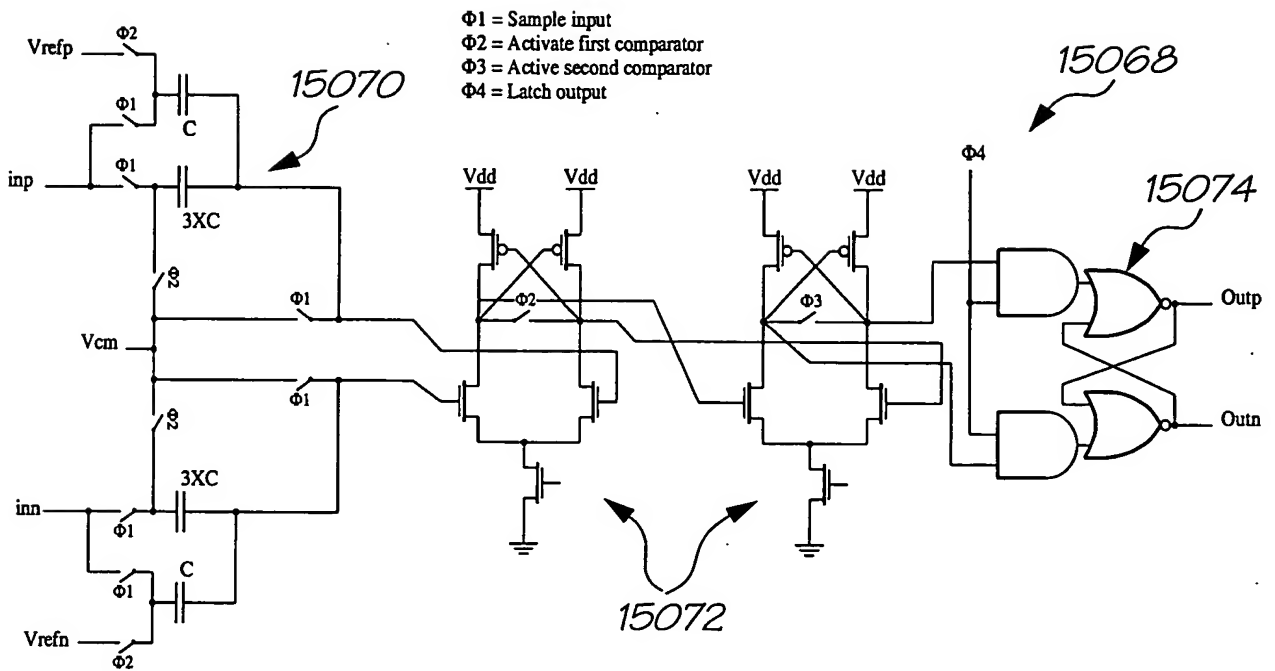 Φ1 = Sample input
Φ2 = Activate first comparator
Φ3 = Active second comparator
Φ4 = Latch output
Φ2
Vrefp
15070
15068
Φ1
C
Φ4
Φ1
inp
Vdd
Vdd
Vdd
Vdd
15074
3XC
Φ2
Φ1
Φ2
Φ3
Outp
Vcm
Φ1
Φ2
Outn
3XC
inn
Φ1
C
Φ1
15072
Vrefn
Φ2